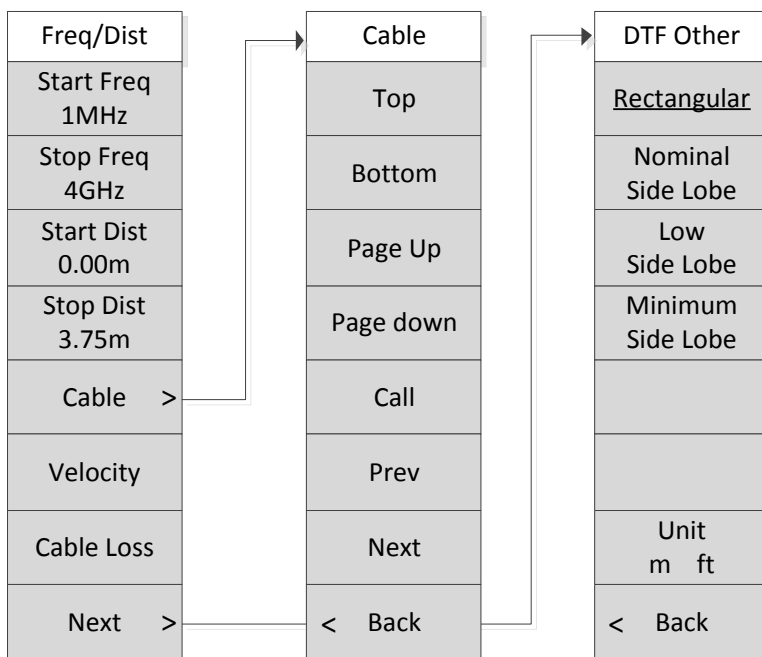 Freq/Dist
Start Freq
1MHz
Stop Freq
4GHz
Start Dist
0.00m
Stop Dist
3.75m
Cable >
Velocity
Cable Loss
Next >
Cable
Top
Bottom
Page Up
Page down
Call
Prev
Next
< Back
DTF Other
Rectangular
Nominal
Side Lobe
Low
Side Lobe
Minimum
Side Lobe
Unit
m ft
< Back